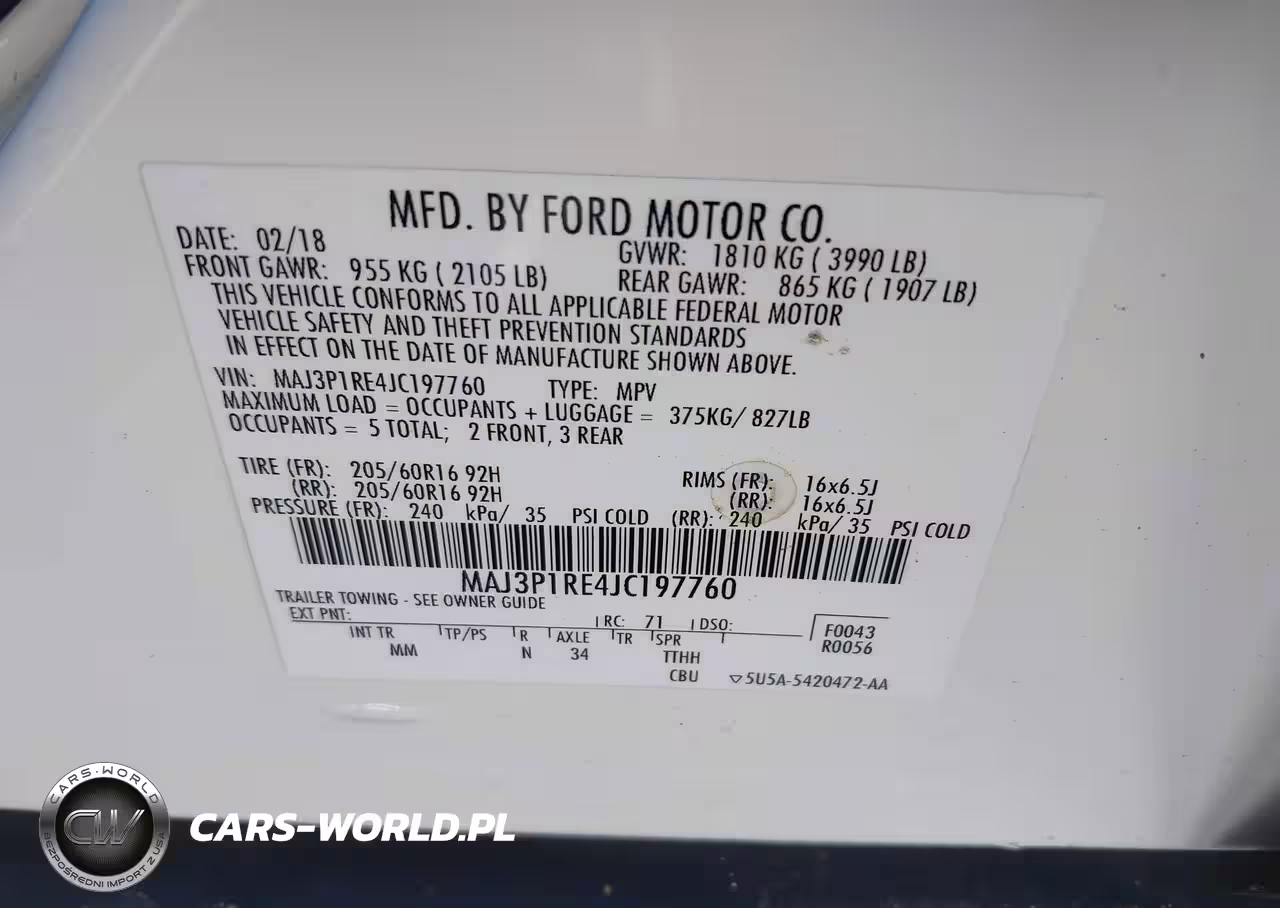 MFD. BY FORD MOTOR CO.
DATE: 02/18 GVWR: 1810 KG ( 3990 LB)
FRONT GAWR: 955 KG ( 2105 LB) REAR GAWR: 865 KG ( 1907 LB)
THIS VEHICLE CONFORMS TO ALL APPLICABLE FEDERAL MOTOR
VEHICLE SAFETY AND THEFT PREVENTION STANDARDS
IN EFFECT ON THE DATE OF MANUFACTURE SHOWN ABOVE.
VIN: MAJ3P1RE4JC197760 TYPE: MPV
MAXIMUM LOAD = OCCUPANTS + LUGGAGE = 375KG/ 827LB
OCCUPANTS = 5 TOTAL; 2 FRONT, 3 REAR
TIRE (FR): 205/60R16 92H RIMS (FR): 16x6.5J
(RR): 205/60R16 92H (RR): 16x6.5J
PRESSURE (FR): 240 kPa/ 35 PSI COLD (RR): 240 kPa/ 35 PSI COLD
MAJ3P1RE4JC197760
TRAILER TOWING - SEE OWNER GUIDE
EXT PNT: RC: 71 DSO: F0043
INT TR TP/PS R AXLE TR SPR R0056
MM N 34 TTHH
CBU ▽5U5A-5420472-AA
CARS-WORLD
CW
BEZPOŚREDNI IMPORT Z USA
CARS-WORLD.PL